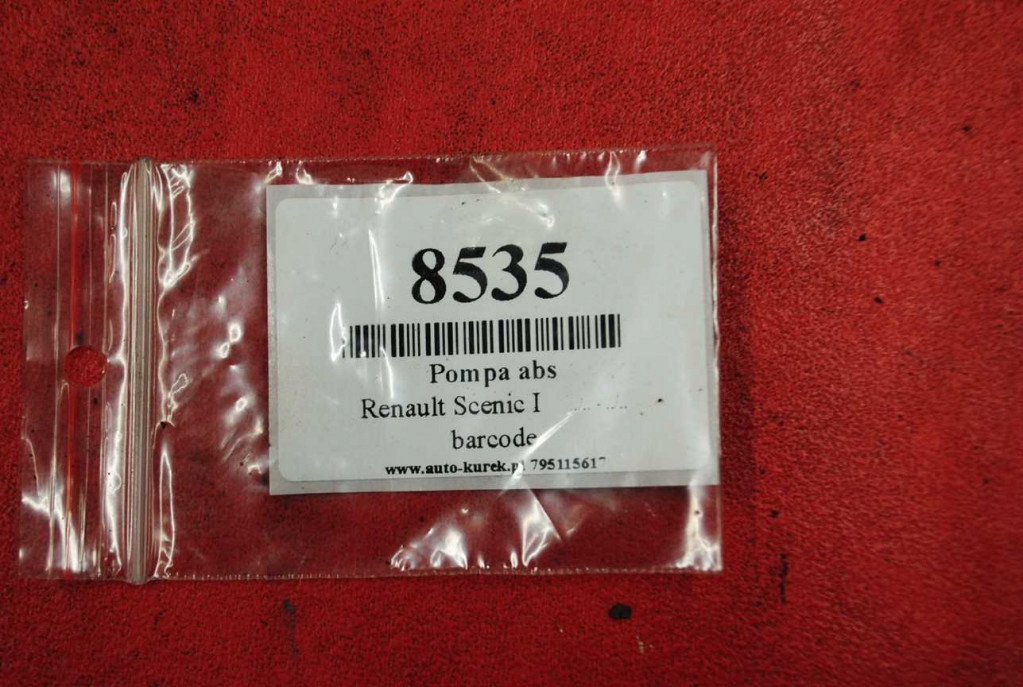 8535
Pompa abs
Renault Scenic I
barcode
www.auto-kurek.pl 795115617